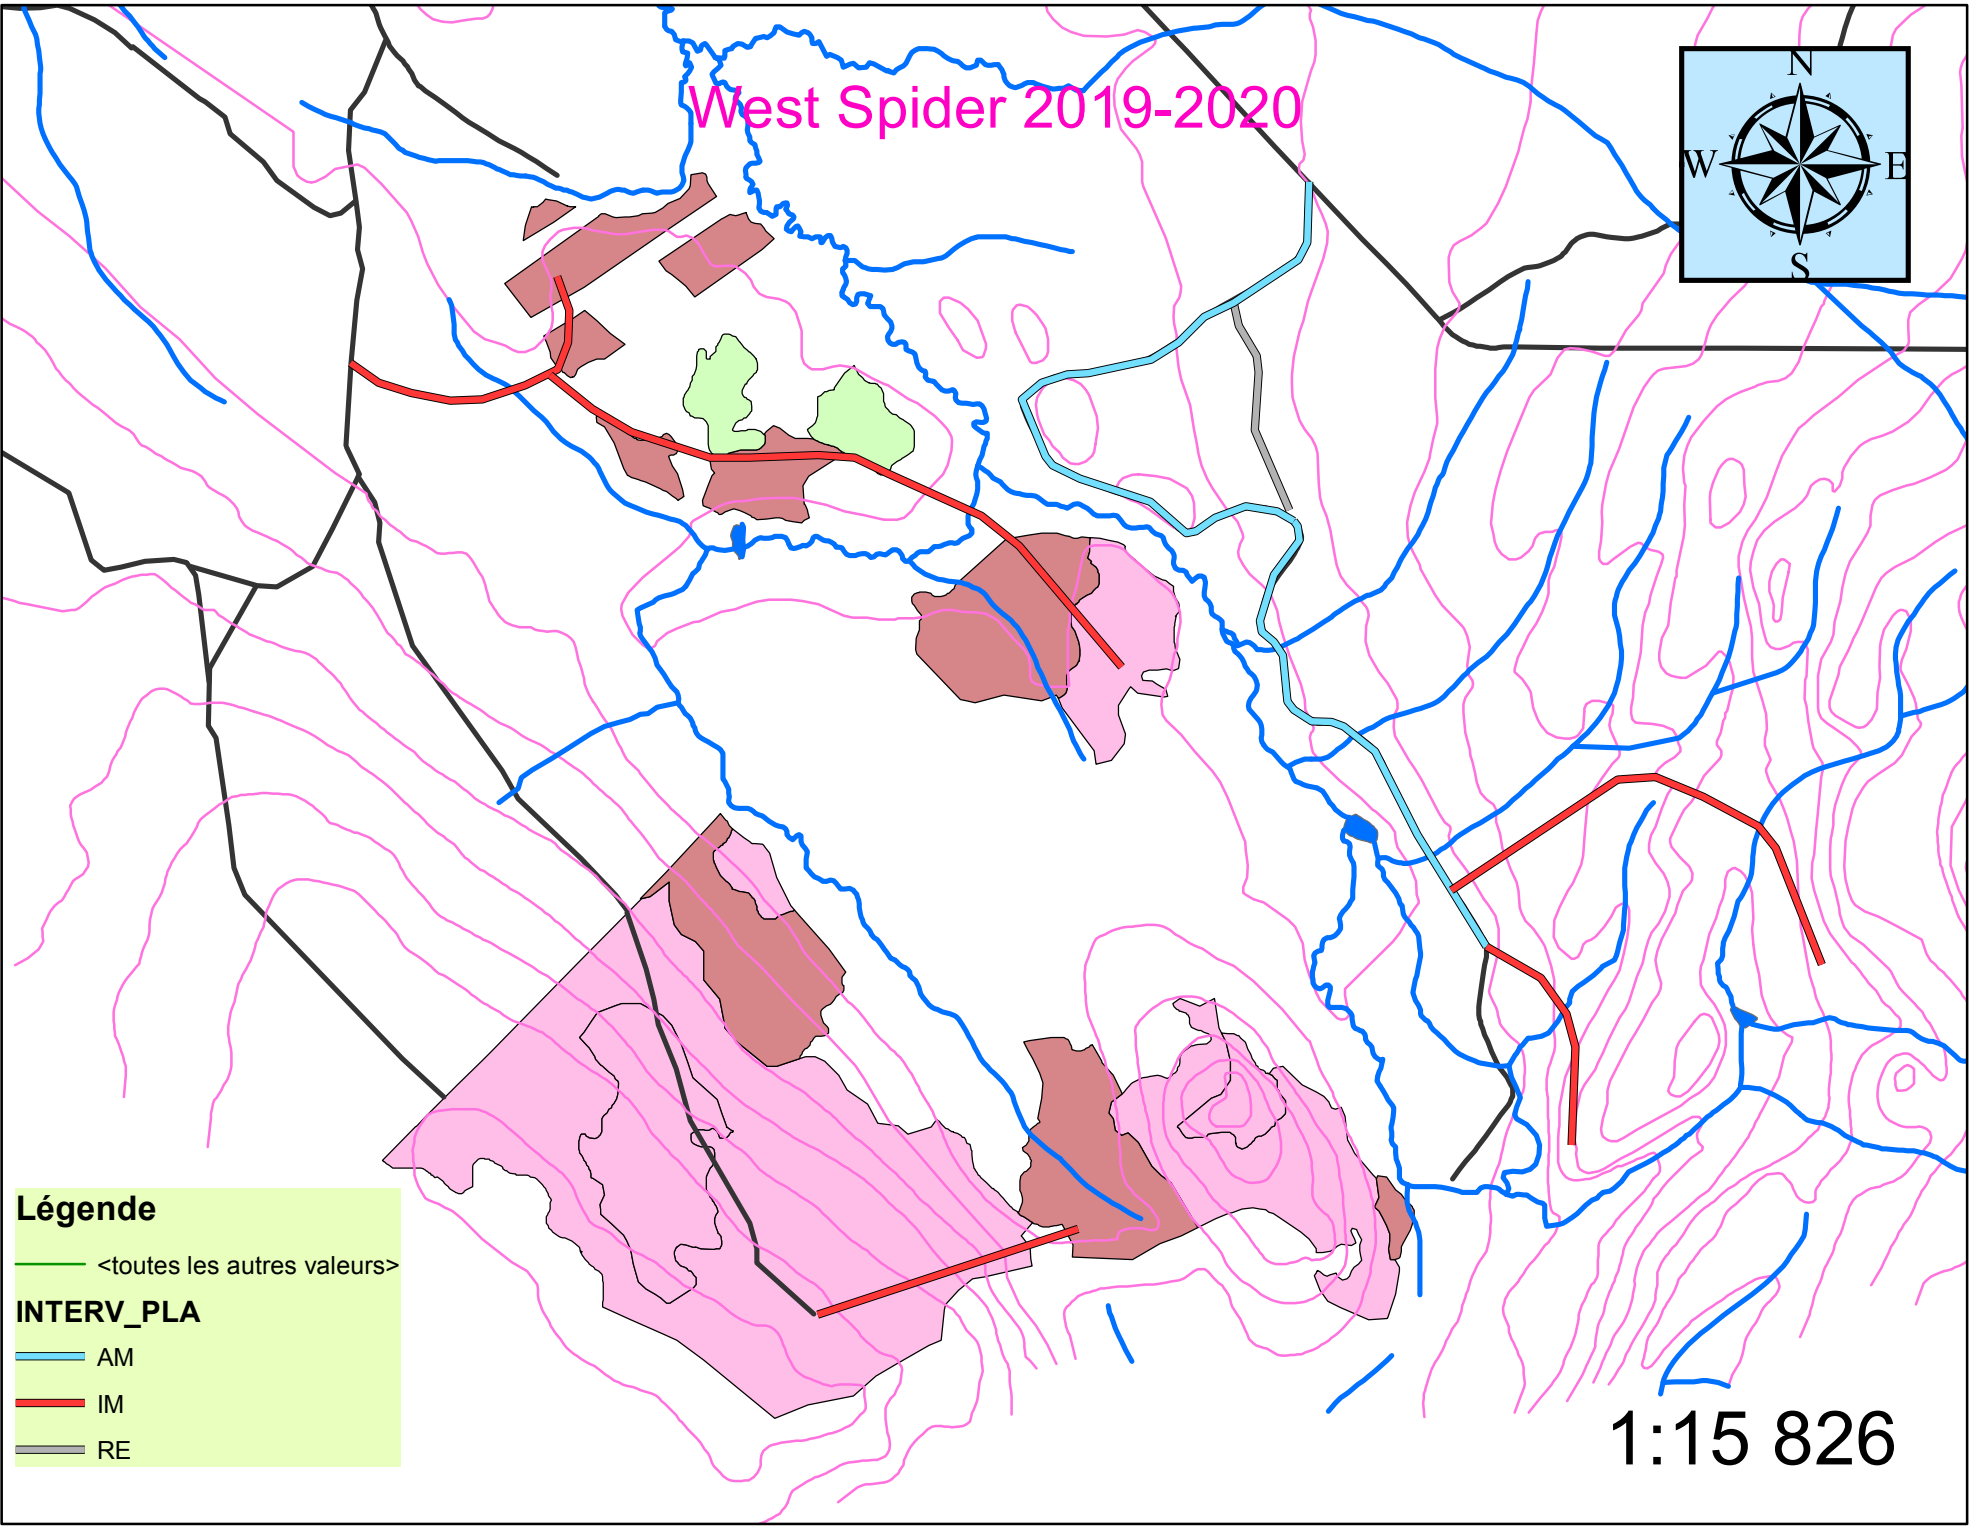 West Spider 2019-2020
N
W
E
S
Légende
<toutes les autres valeurs>
INTERV_PLA
AM
IM
RE
1:15 826